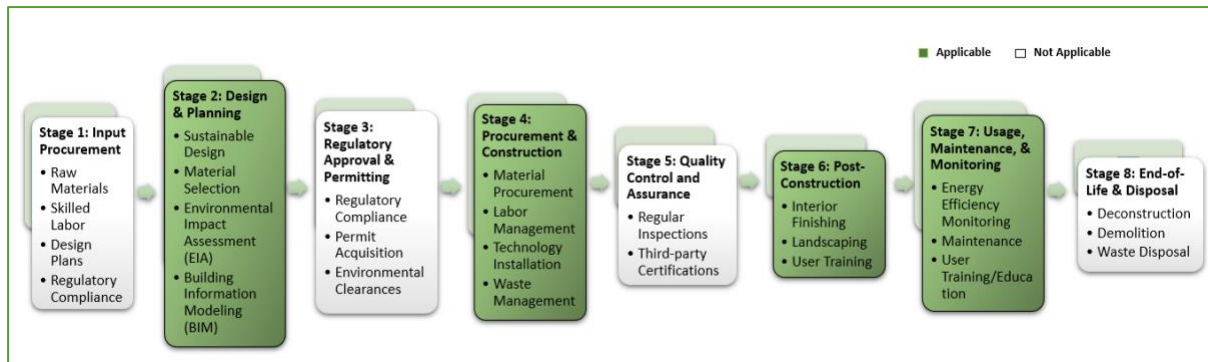 Applicable
Not Applicable
Stage 1: Input
Procurement
• Raw
Materials
• Skilled
Labor
• Design
Plans
• Regulatory
Compliance
Stage 2: Design
& Planning
• Sustainable
Design
• Material
Selection
• Environmental
Impact
Assessment
(EIA)
• Building
Information
Modeling
(BIM)
Stage 3:
Regulatory
Approval &
Permitting
• Regulatory
Compliance
• Permit
Acquisition
• Environmental
Clearances
Stage 4:
Procurement &
Construction
• Material
Procurement
• Labor
Management
• Technology
Installation
• Waste
Management
Stage 5: Quality
Control and
Assurance
• Regular
Inspections
• Third-party
Certifications
Stage 6: Post-
Construction
• Interior
Finishing
• Landscaping
• User Training
Stage 7: Usage,
Maintenance, &
Monitoring
• Energy
Efficiency
Monitoring
• Maintenance
• User
Training/Educa
tion
Stage 8: End-of-
Life & Disposal
• Deconstruction
• Demolition
• Waste Disposal